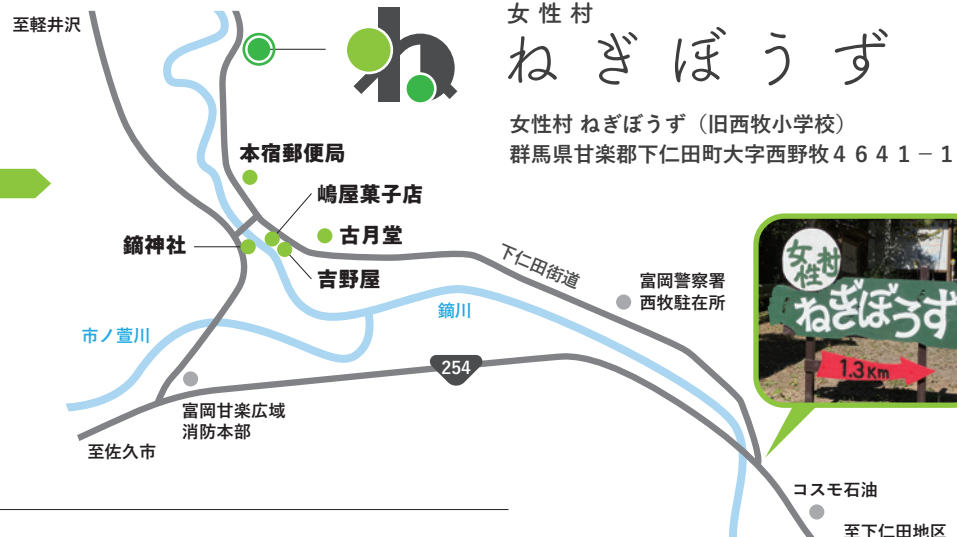 至軽井沢
女性村
ねぎぼうず
女性村 ねぎぼうず（旧西牧小学校）
群馬県甘楽郡下仁田町大字西野牧４６４１－１
ね
本宿郵便局
嶋屋菓子店
鏑神社
古月堂
吉野屋
下仁田街道
富岡警察署
西牧駐在所
鏑川
市ノ萱川
254
富岡甘楽広域
消防本部
至佐久市
女性村
ねぎぼうず
1.3Km
コスモ石油
至下仁田地区